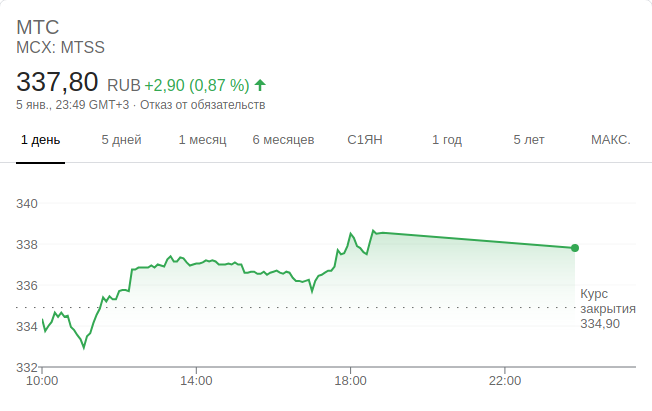 МТС
MCX: MTSS
337,80 RUB +2,90 (0,87 %)
5 янв., 23:49 GMT+3 · Отказ от обязательств
1 день 5 дней 1 месяц 6 месяцев С1ЯН 1 год 5 лет МАКС.
340
338
336
334
332
Курс
закрытия
334,90
10:00 14:00 18:00 22:00